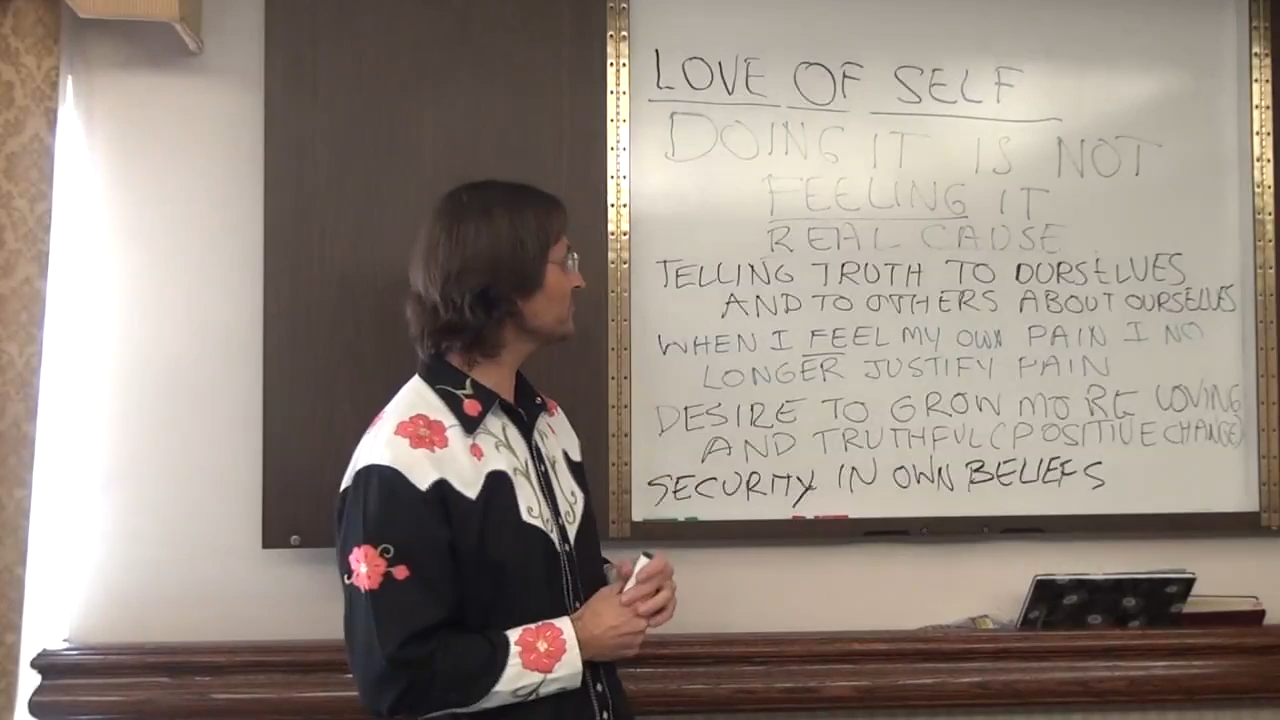 LOVE OF SELF
DOING IT IS NOT
FEELING IT
REAL CAUSE
TELLING TRUTH TO OURSELVES
AND TO OTHERS ABOUT OURSELVES
WHEN I FEEL MY OWN PAIN I NO
LONGER JUSTIFY PAIN
DESIRE TO GROW MORE LOVING
AND TRUTHFUL (POSITIVE CHANGE)
SECURITY IN OWN BELIEFS